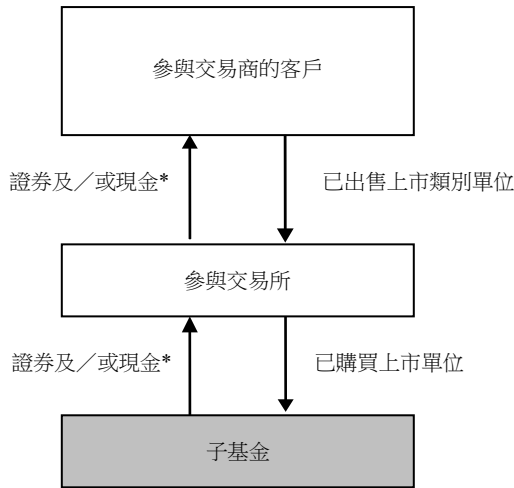 參與交易商的客戶
證券及／或現金*
已出售上市類別單位
參與交易所
證券及／或現金*
已購買上市單位
子基金